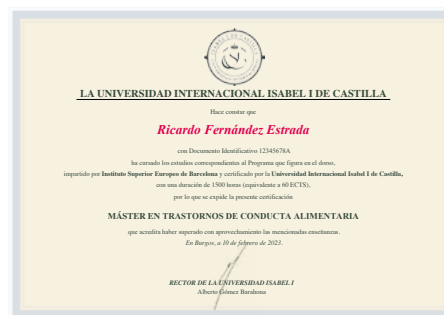 LA UNIVERSIDAD INTERNACIONAL ISABEL I DE CASTILLA
Hace constar que
Ricardo Fernández Estrada
con Documento Identificativo 12345678A
ha cursado los estudios correspondientes al Programa que figura en el dorso,
impartido por Instituto Superior Europeo de Barcelona y certificado por la Universidad Internacional Isabel I de Castilla,
con una duración de 1500 horas (equivalente a 60 ECTS),
por lo que se expide la presente certificación
MÁSTER EN TRASTORNOS DE CONDUCTA ALIMENTARIA
que acredita haber superado con aprovechamiento las mencionadas enseñanzas.
En Burgos, a 10 de febrero de 2023.
RECTOR DE LA UNIVERSIDAD ISABEL I
Alberto Gómez Barahona